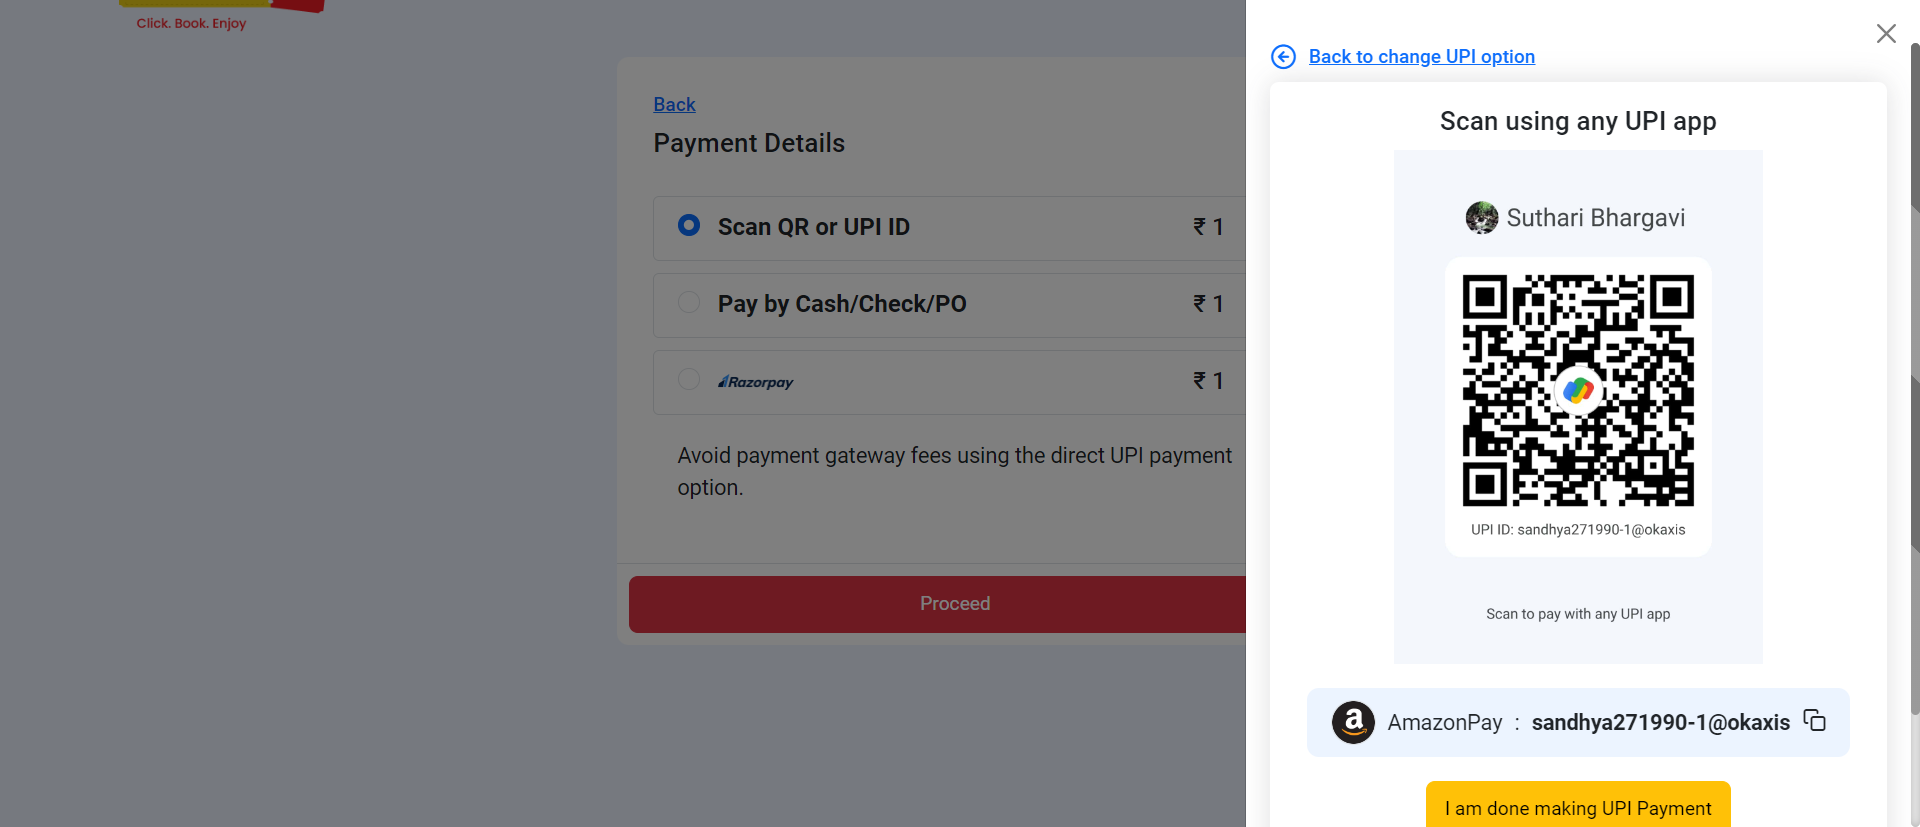 Click. Book. Enjoy
Back
Payment Details
Scan QR or UPI ID ₹ 1
Pay by Cash/Check/PO ₹ 1
Razorpay ₹ 1
Avoid payment gateway fees using the direct UPI payment
option.
Proceed
Back to change UPI option
Scan using any UPI app
Suthari Bhargavi
UPI ID: sandhya271990-1@okaxis
Scan to pay with any UPI app
a AmazonPay : sandhya271990-1@okaxis
I am done making UPI Payment